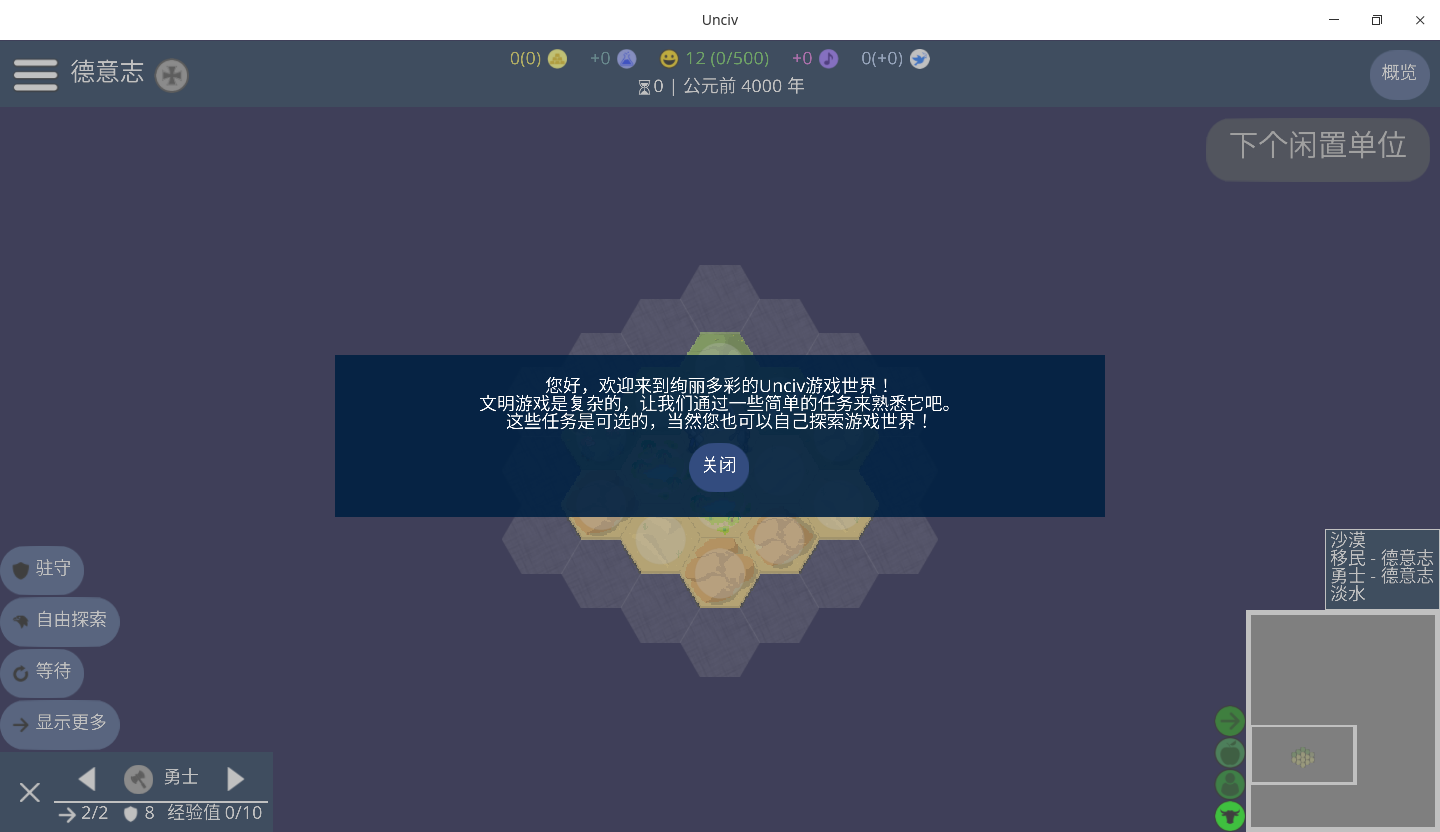 Unciv
德意志
0(0)
+0
12 (0/500)
+0
0(+0)
0 | 公元前 4000 年
概览
下个闲置单位
您好，欢迎来到绚丽多彩的Unciv游戏世界！
文明游戏是复杂的，让我们通过一些简单的任务来熟悉它吧。
这些任务是可选的，当然您也可以自己探索游戏世界！
关闭
沙漠
移民 - 德意志
勇士 - 德意志
淡水
驻守
自由探索
等待
显示更多
勇士
2/2 8 经验值 0/10